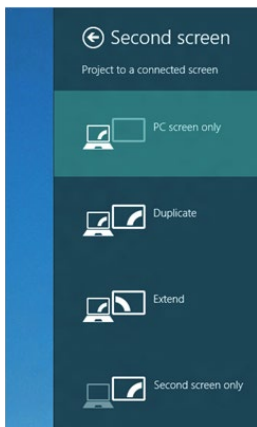 Second screen
Project to a connected screen
PC screen only
Duplicate
Extend
Second screen only